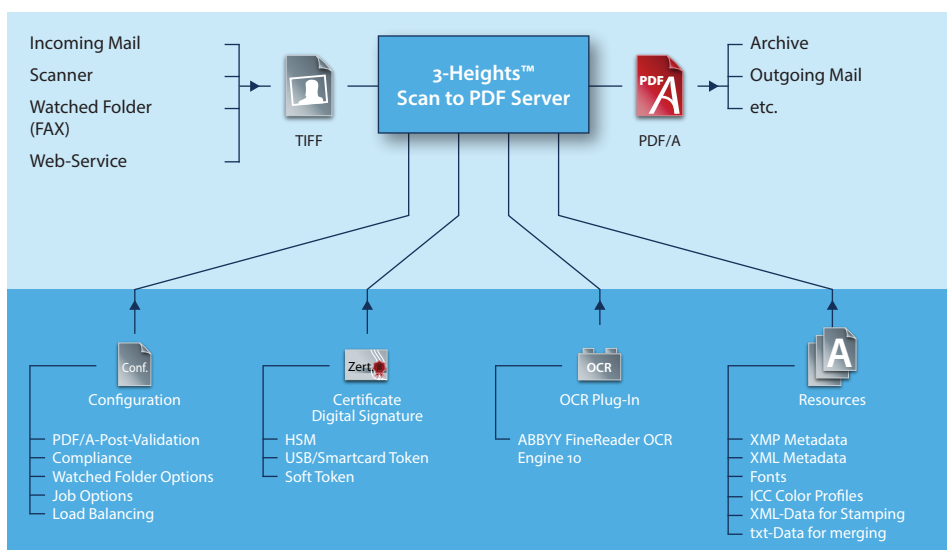 Incoming Mail
Scanner
Watched Folder
(FAX)
Web-Service
TIFF
3-Heights™
Scan to PDF Server
PDF
A
PDF/A
Archive
Outgoing Mail
etc.
Conf.
Configuration
PDF/A-Post-Validation
Compliance
Watched Folder Options
Job Options
Load Balancing
Zert.
Certificate
Digital Signature
HSM
USB/Smartcard Token
Soft Token
OCR
OCR Plug-In
ABBYY FineReader OCR
Engine 10
A
Resources
XMP Metadata
XML Metadata
Fonts
ICC Color Profiles
XML-Data for Stamping
txt-Data for merging